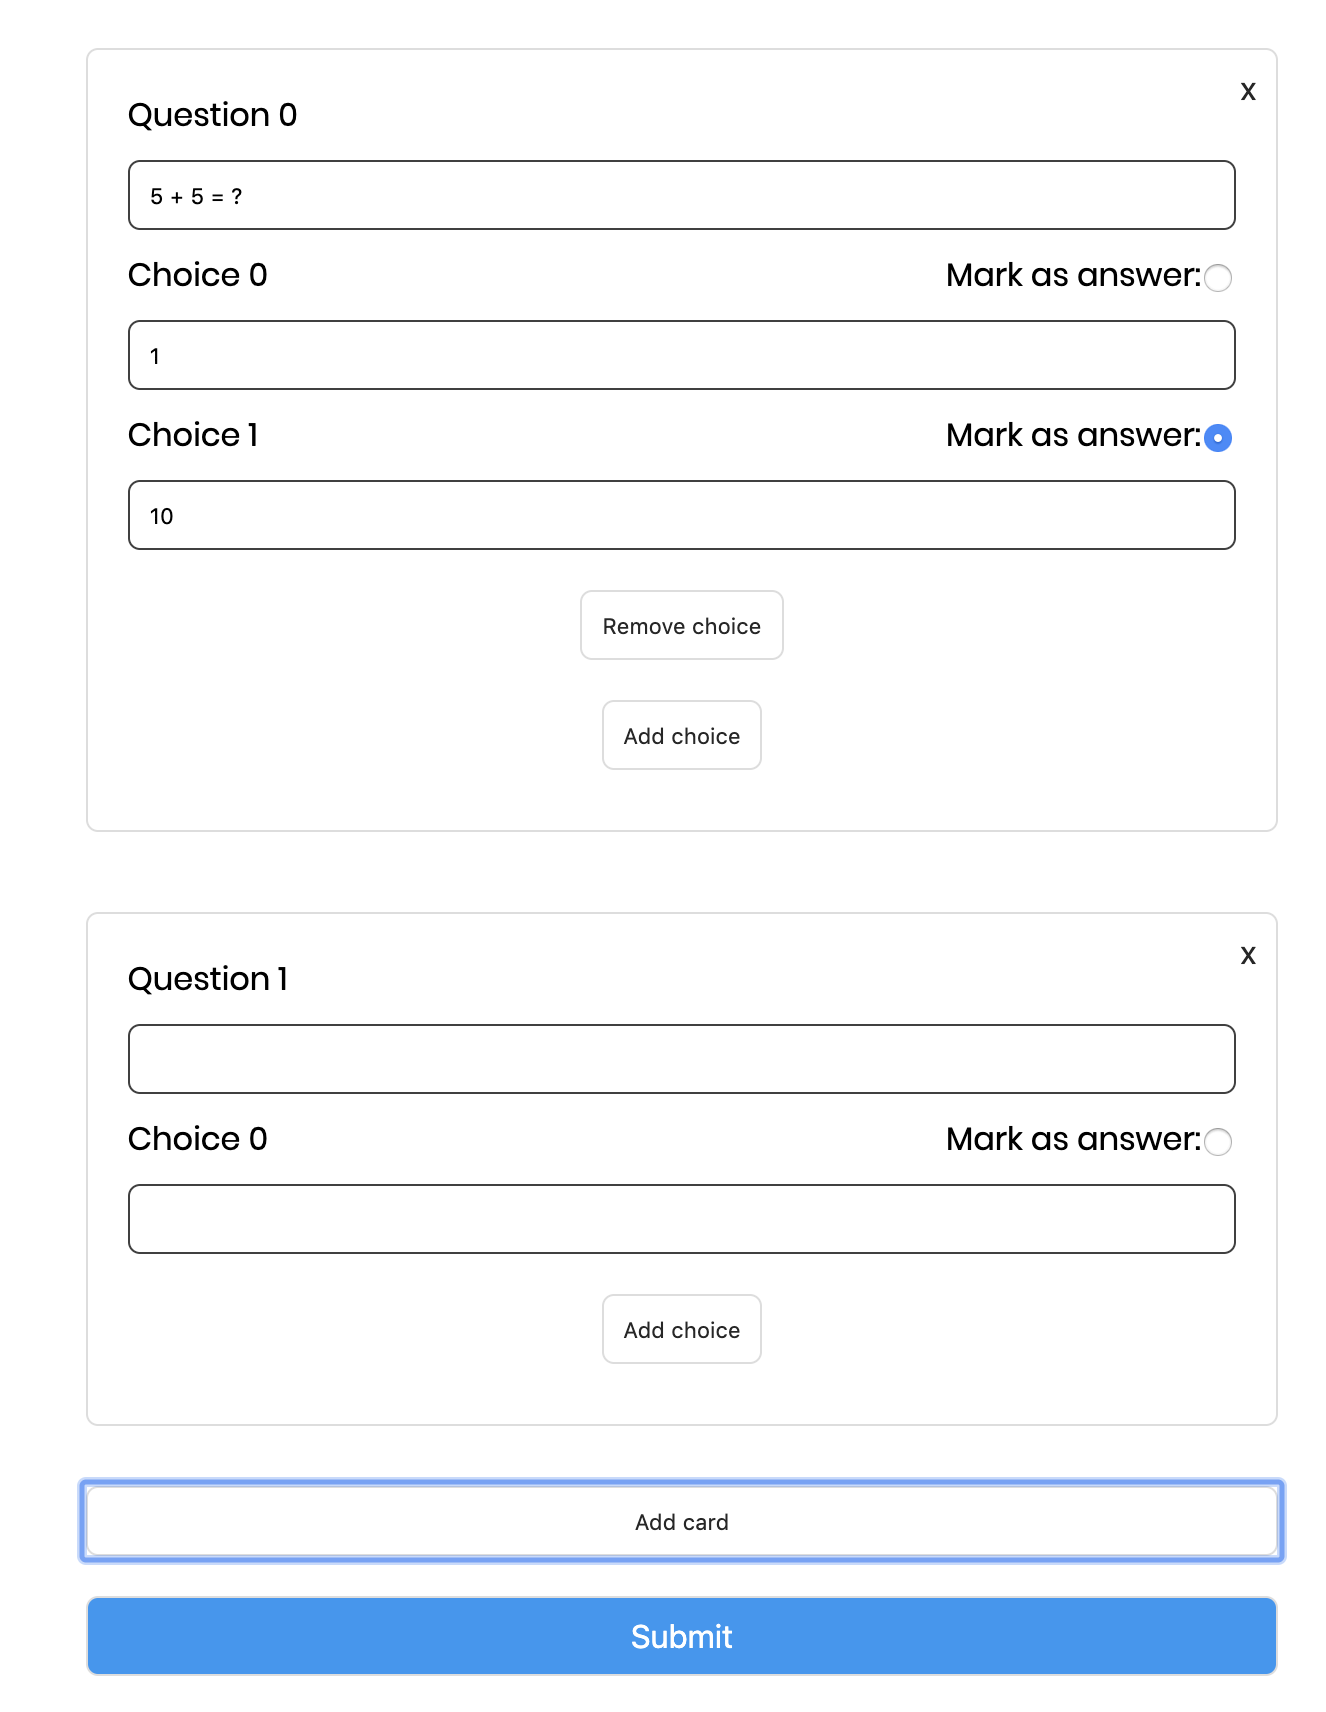 X
Question 0
5 + 5 = ?
Choice 0 Mark as answer:
1
Choice 1 Mark as answer:
10
Remove choice
Add choice
X
Question 1
Choice 0 Mark as answer:
Add choice
Add card
Submit